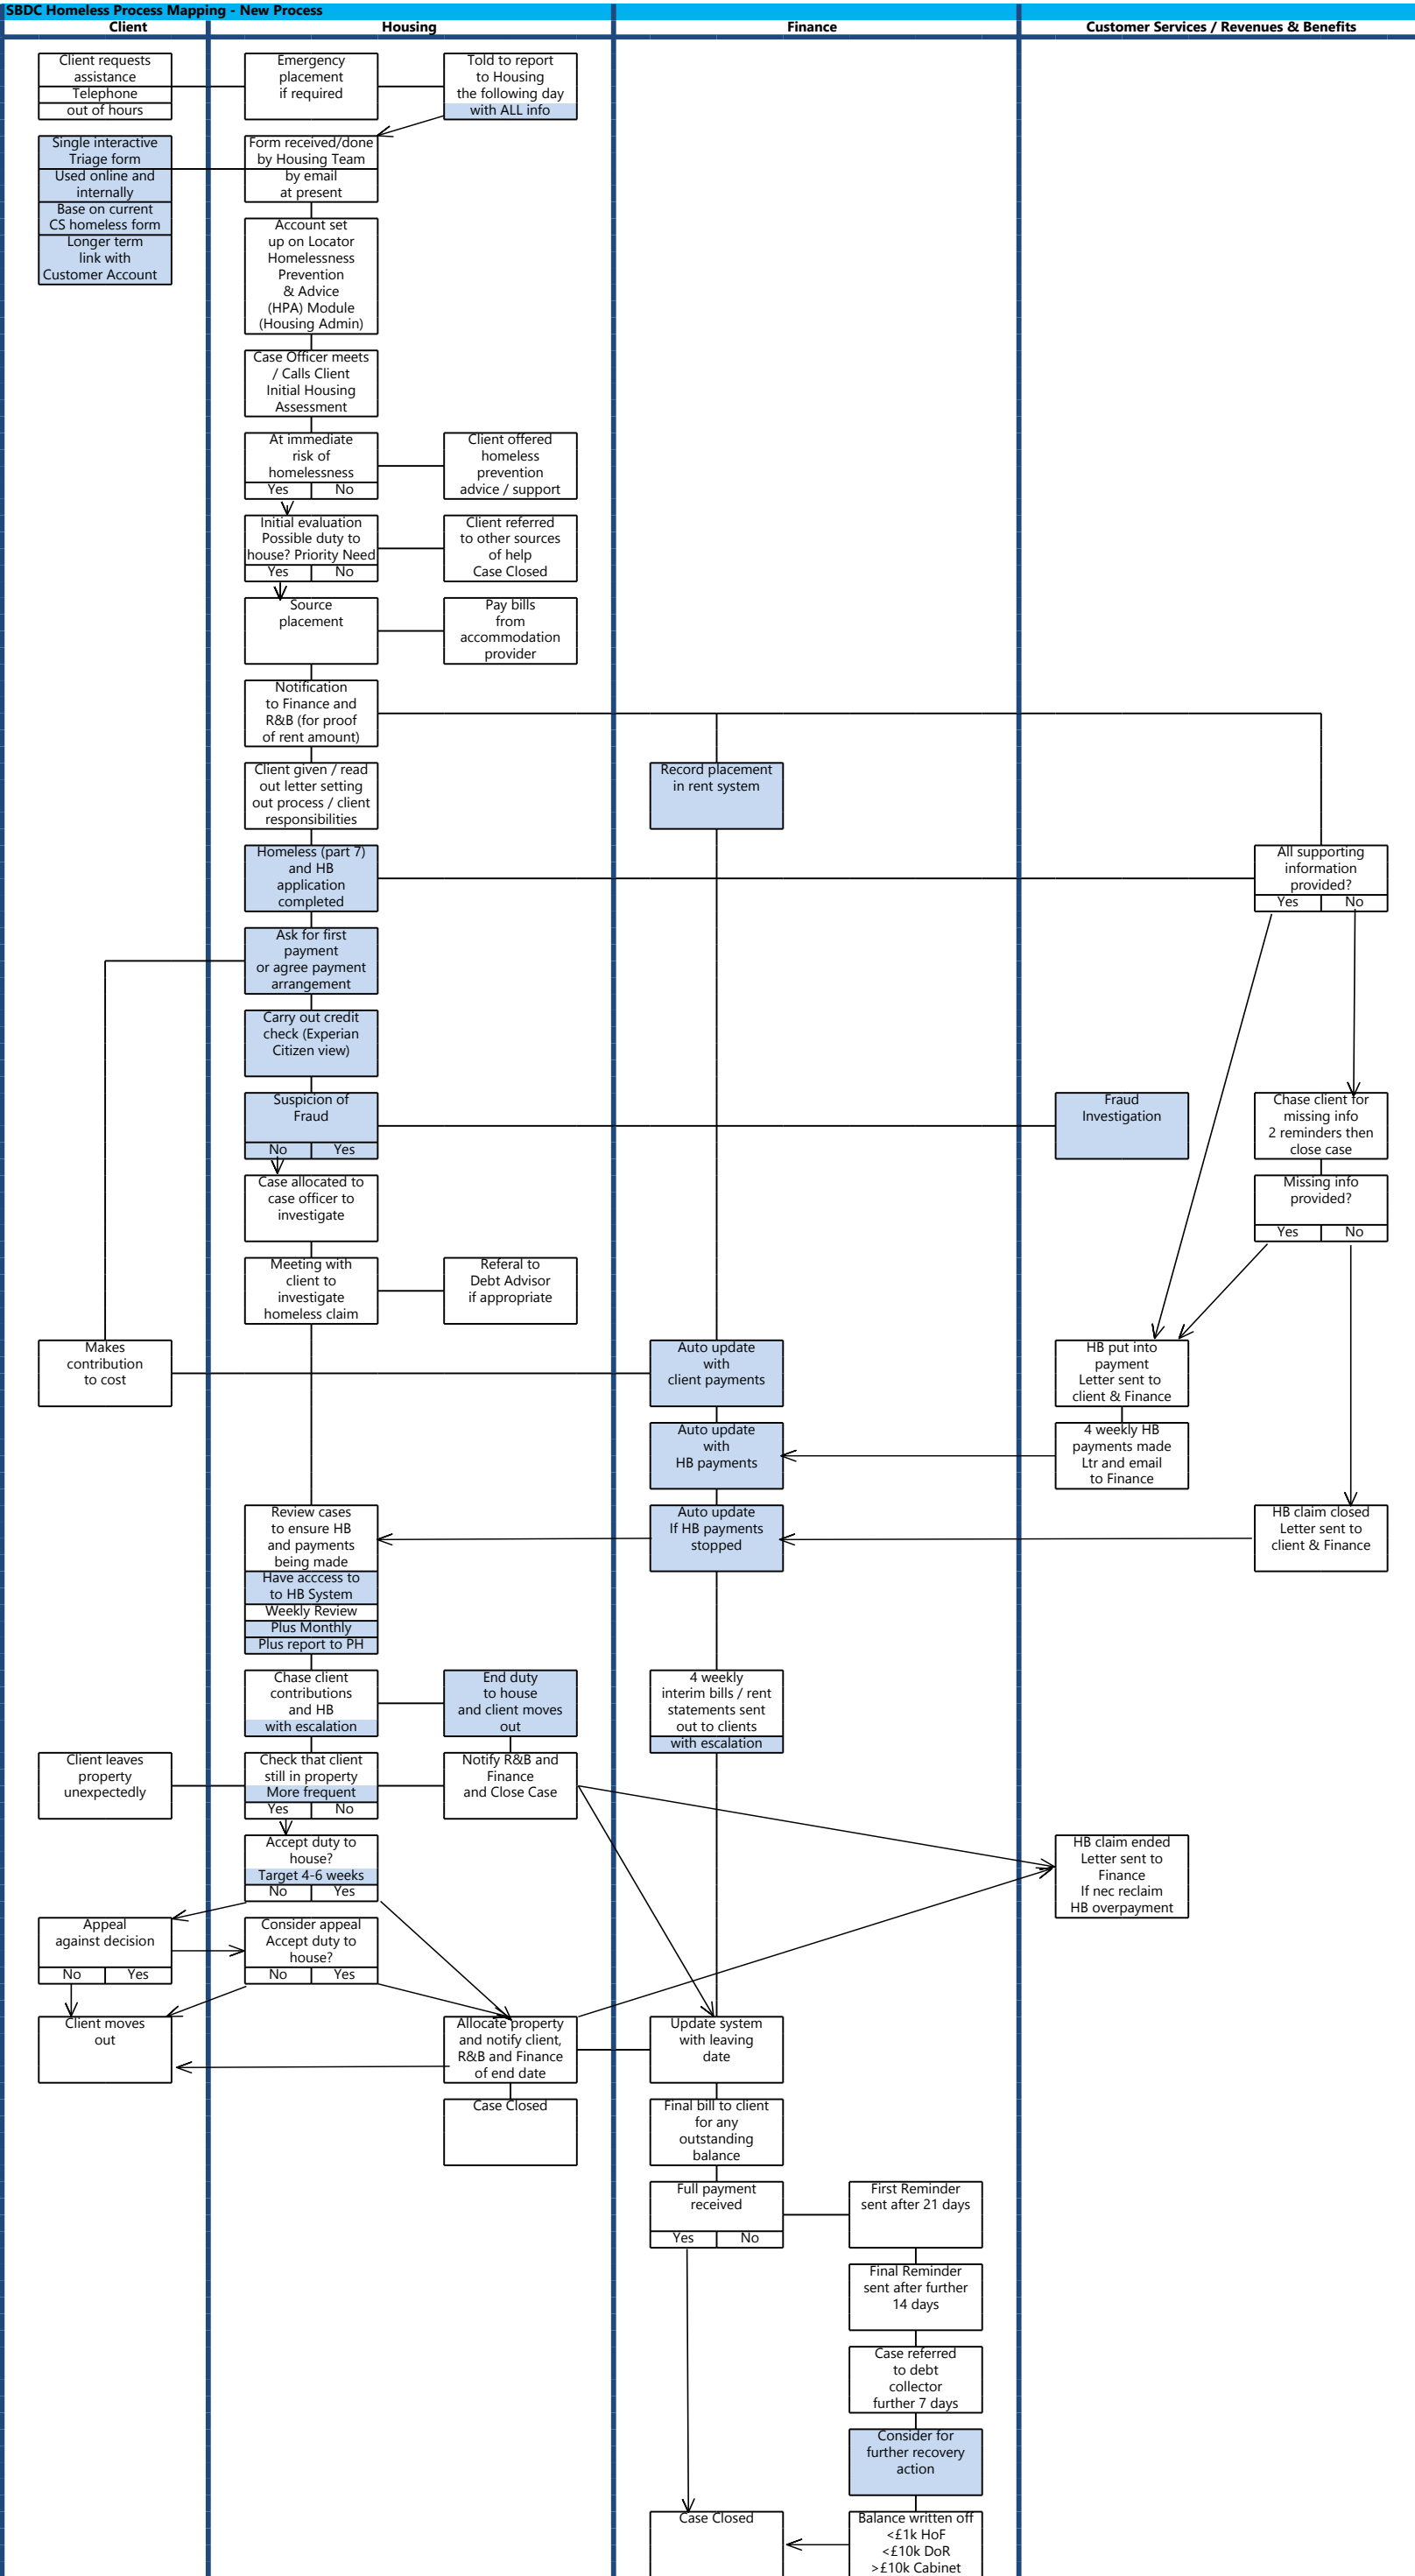 SBDC Homeless Process Mapping - New Process
Client
Housing
Finance
Customer Services / Revenues & Benefits
Client requests
assistance
Telephone
out of hours
Emergency
placement
if required
Told to report
to Housing
the following day
with ALL info
Single interactive
Triage form
Used online and
internally
Base on current
CS homeless form
Longer term
link with
Customer Account
Form received/done
by Housing Team
by email
at present
Account set
up on Locator
Homelessness
Prevention
& Advice
(HPA) Module
(Housing Admin)
Case Officer meets
/ Calls Client
Initial Housing
Assessment
At immediate
risk of
homelessness
Yes
No
Client offered
homeless
prevention
advice / support
Initial evaluation
Possible duty to
house? Priority Need
Yes
No
Client referred
to other sources
of help
Case Closed
Source
placement
Pay bills
from
accommodation
provider
Notification
to Finance and
R&B (for proof
of rent amount)
Client given / read
out letter setting
out process / client
responsibilities
Record placement
in rent system
Homeless (part 7)
and HB
application
completed
All supporting
information
provided?
Yes
No
Ask for first
payment
or agree payment
arrangement
Carry out credit
check (Experian
Citizen view)
Suspicion of
Fraud
No
Yes
Fraud
Investigation
Chase client for
missing info
2 reminders then
close case
Case allocated to
case officer to
investigate
Missing info
provided?
Yes
No
Meeting with
client to
investigate
homeless claim
Referal to
Debt Advisor
if appropriate
Makes
contribution
to cost
Auto update
with
client payments
HB put into
payment
Letter sent to
client & Finance
Auto update
with
HB payments
4 weekly HB
payments made
Ltr and email
to Finance
Review cases
to ensure HB
and payments
being made
Have acccess to
to HB System
Weekly Review
Plus Monthly
Plus report to PH
Auto update
If HB payments
stopped
HB claim closed
Letter sent to
client & Finance
Chase client
contributions
and HB
with escalation
End duty
to house
and client moves
out
4 weekly
interim bills / rent
statements sent
out to clients
with escalation
Client leaves
property
unexpectedly
Check that client
still in property
More frequent
Yes
No
Notify R&B and
Finance
and Close Case
Accept duty to
house?
Target 4-6 weeks
No
Yes
HB claim ended
Letter sent to
Finance
If nec reclaim
HB overpayment
Appeal
against decision
No
Yes
Consider appeal
Accept duty to
house?
No
Yes
Client moves
out
Allocate property
and notify client,
R&B and Finance
of end date
Update system
with leaving
date
Case Closed
Final bill to client
for any
outstanding
balance
Full payment
received
Yes
No
First Reminder
sent after 21 days
Final Reminder
sent after further
14 days
Case referred
to debt
collector
further 7 days
Consider for
further recovery
action
Case Closed
Balance written off
<£1k HoF
<£10k DoR
>£10k Cabinet